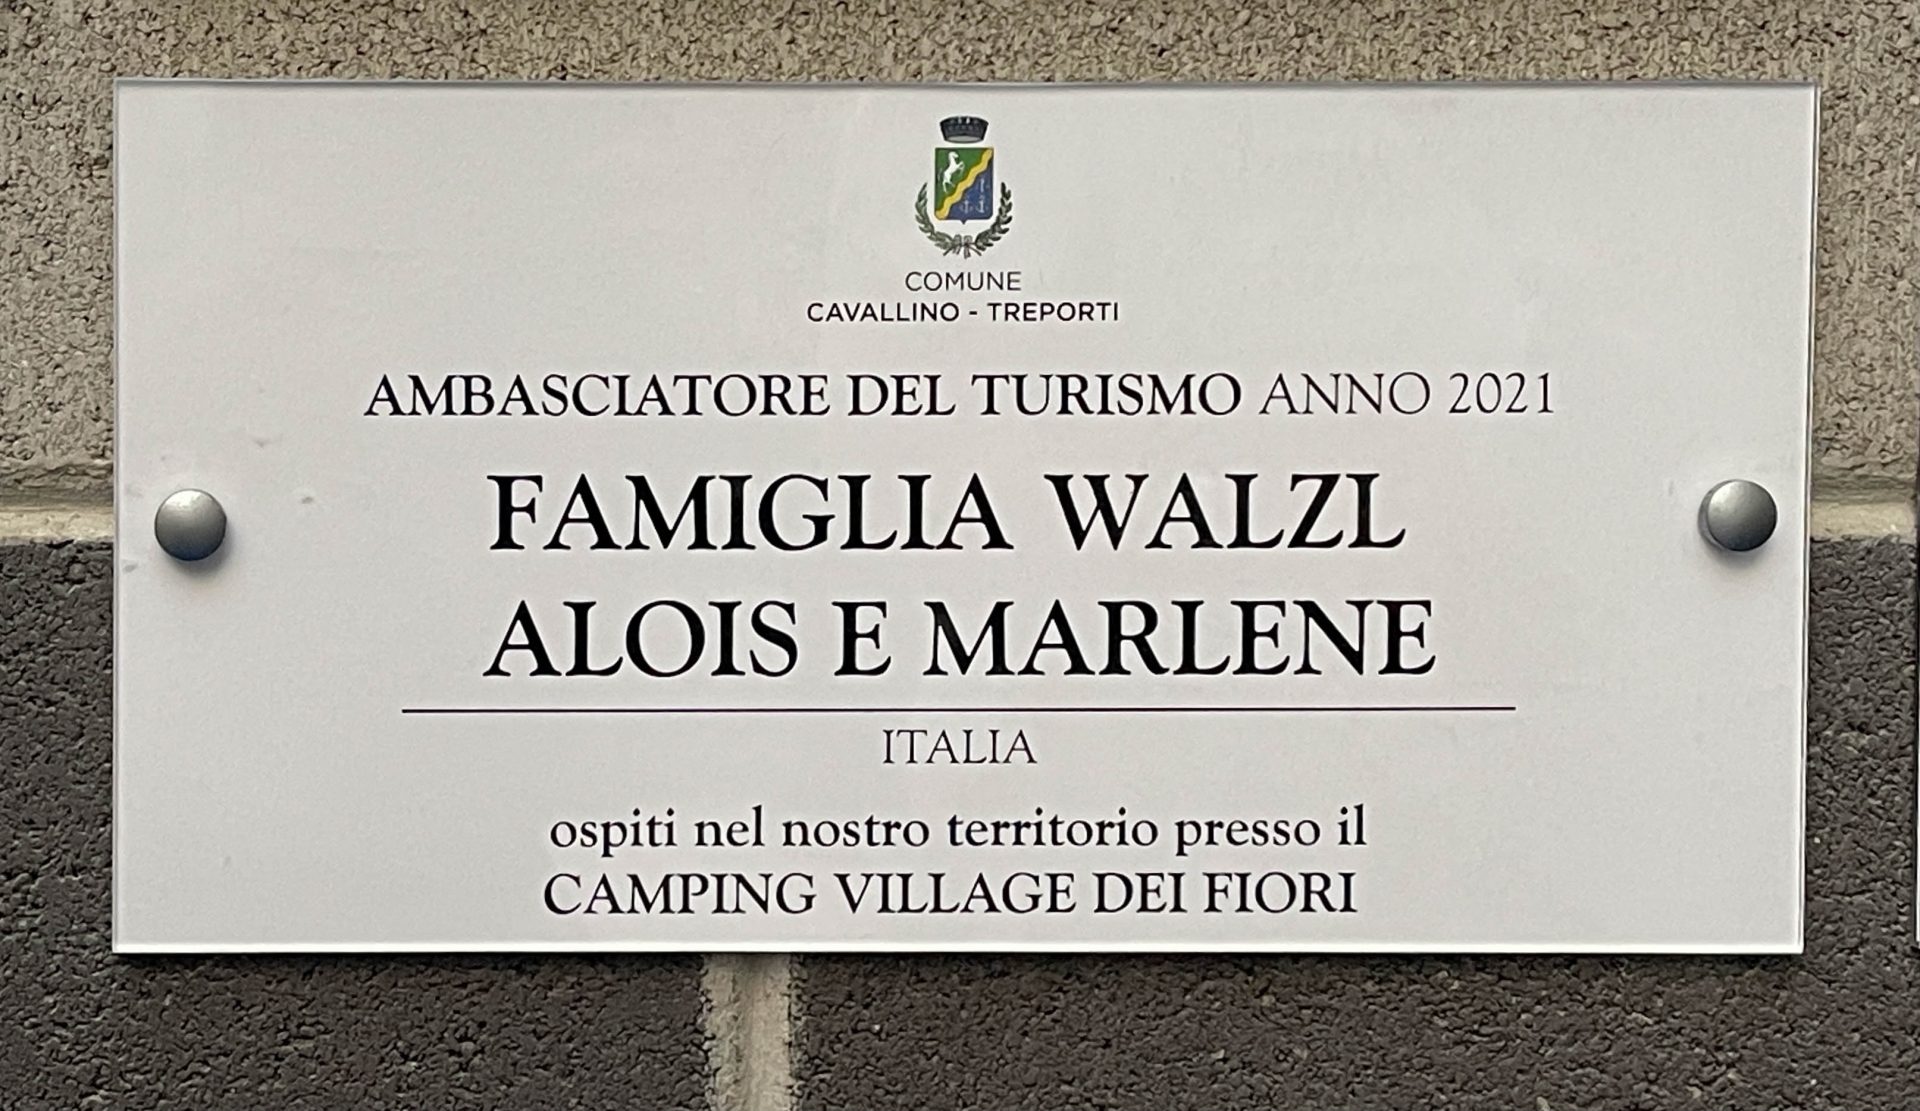 COMUNE
CAVALLINO - TREPORTI
AMBASCIATORE DEL TURISMO ANNO 2021
FAMIGLIA WALZL
ALOIS E MARLENE
ITALIA
ospiti nel nostro territorio presso il
CAMPING VILLAGE DEI FIORI